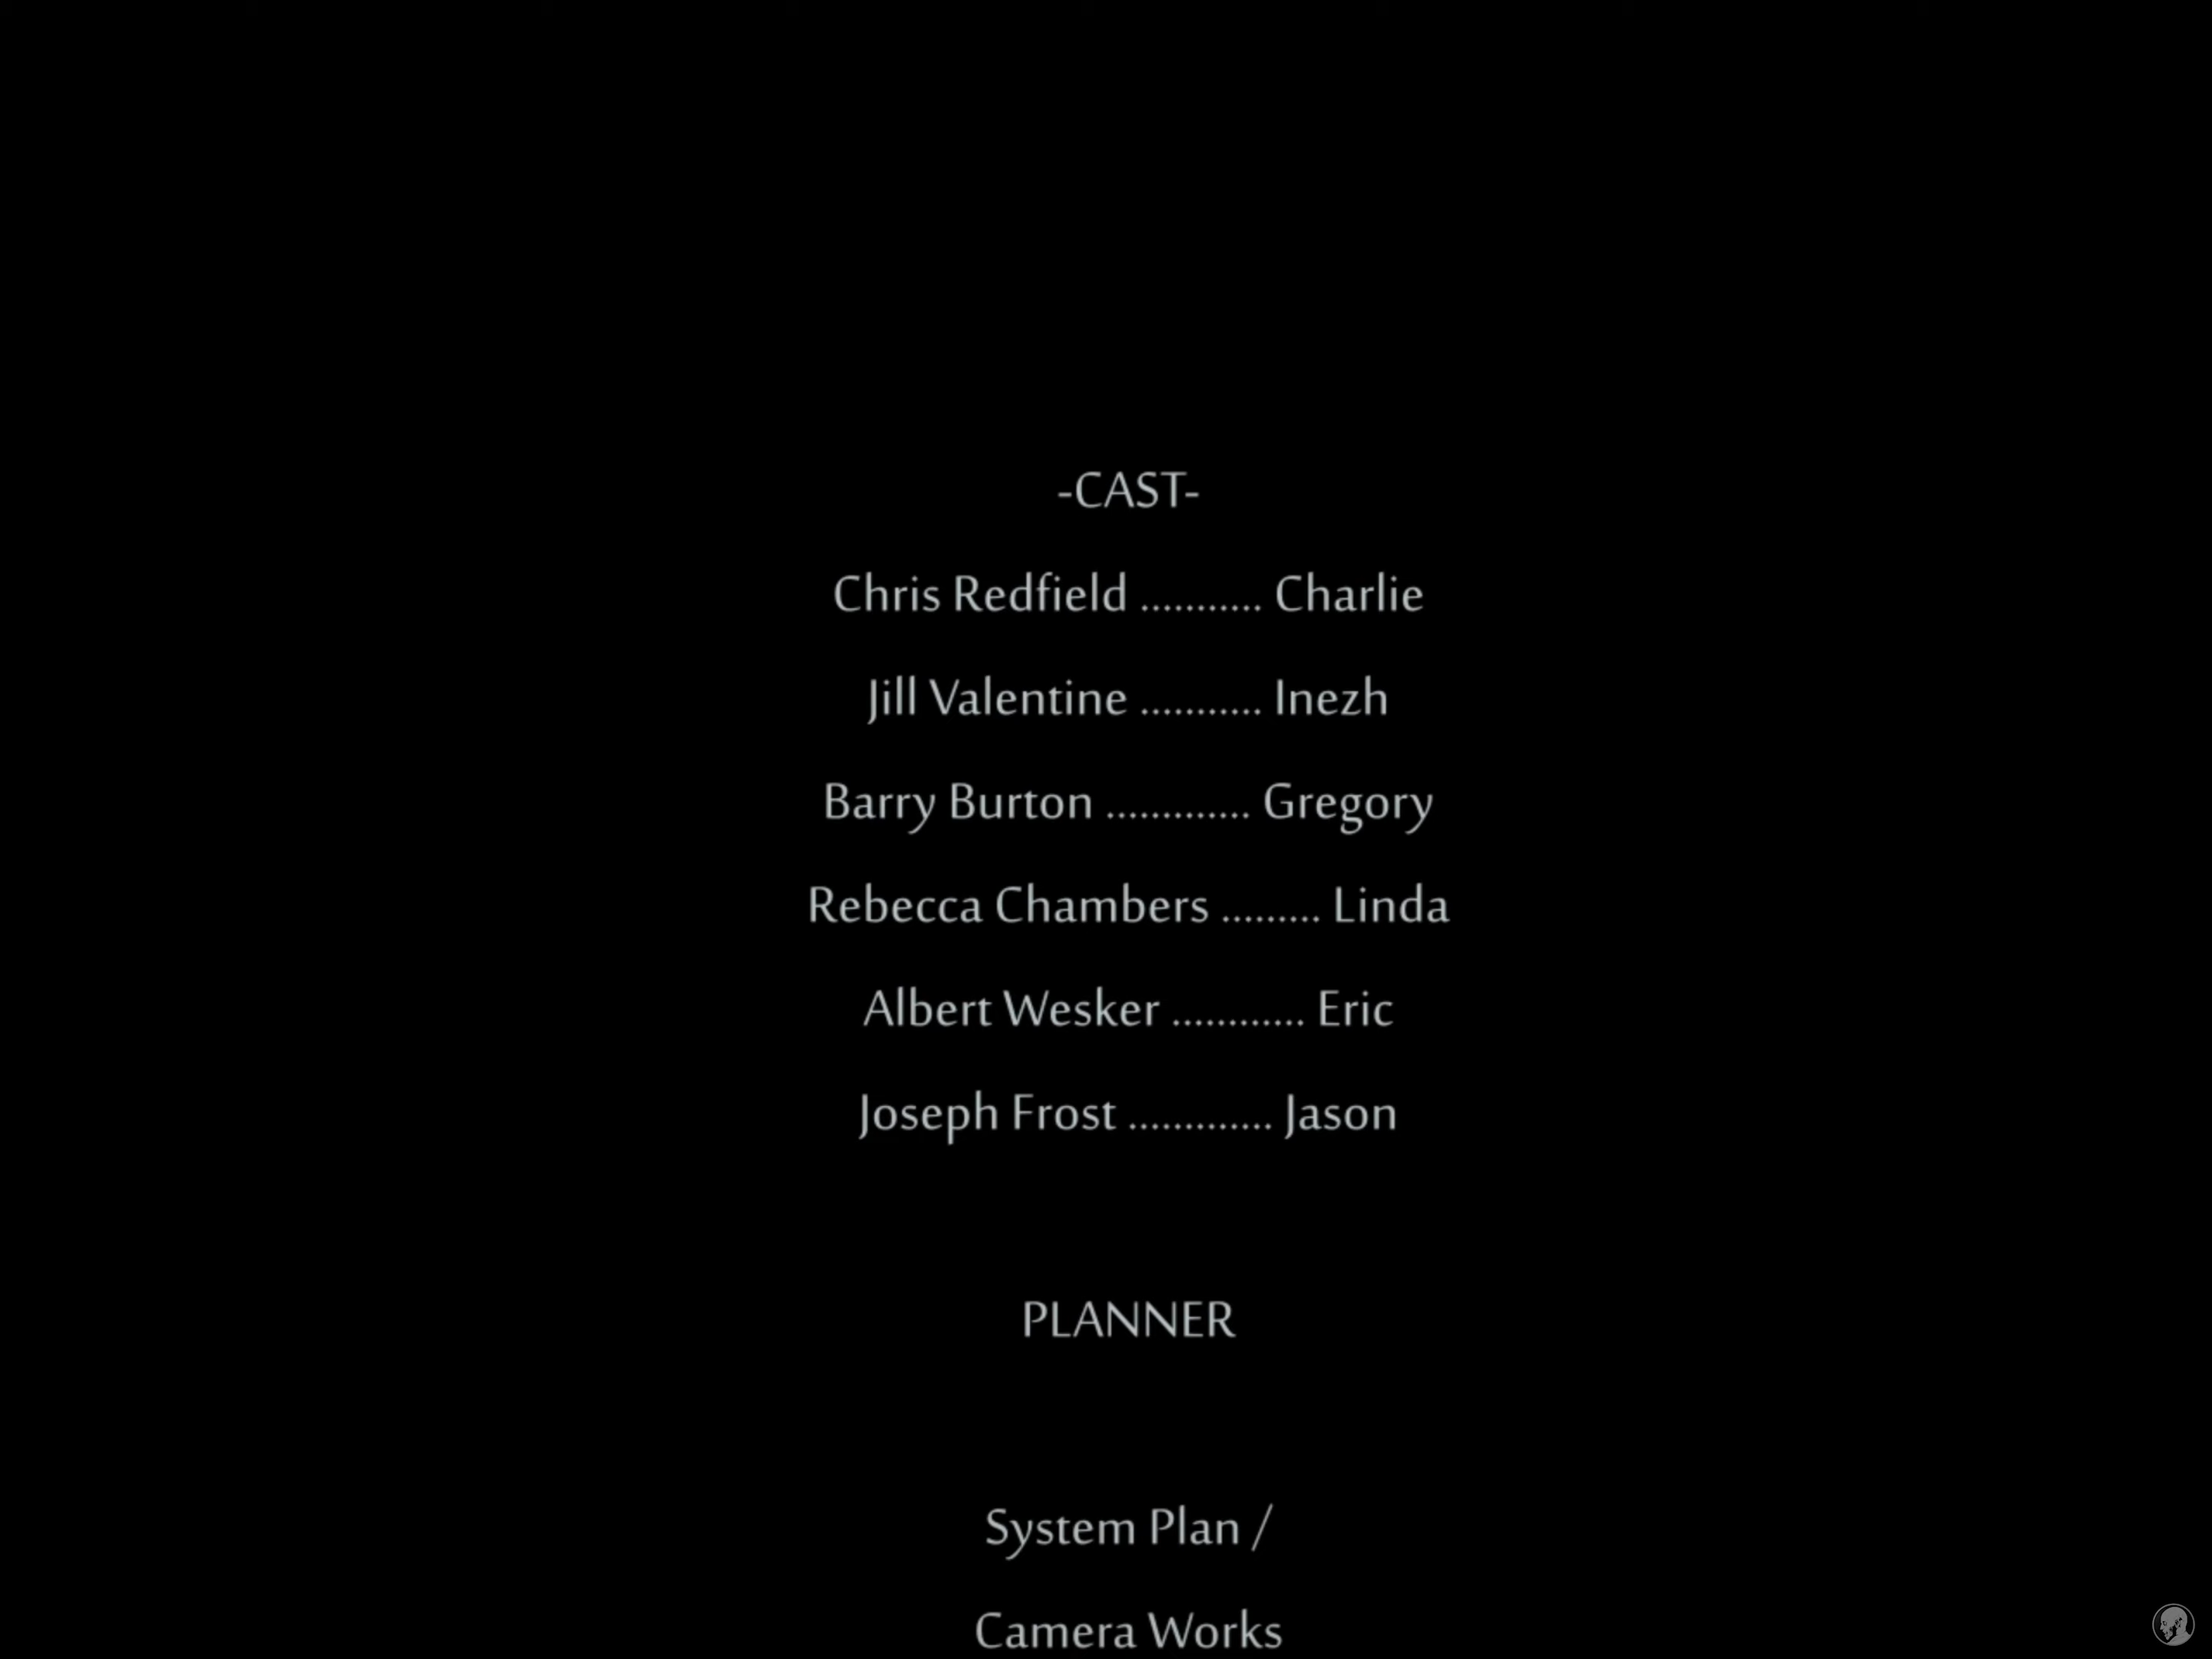 -CAST-
Chris Redfield ........... Charlie
Jill Valentine ........... Inezh
Barry Burton ............. Gregory
Rebecca Chambers ......... Linda
Albert Wesker ............ Eric
Joseph Frost ............. Jason
PLANNER
System Plan /
Camera Works